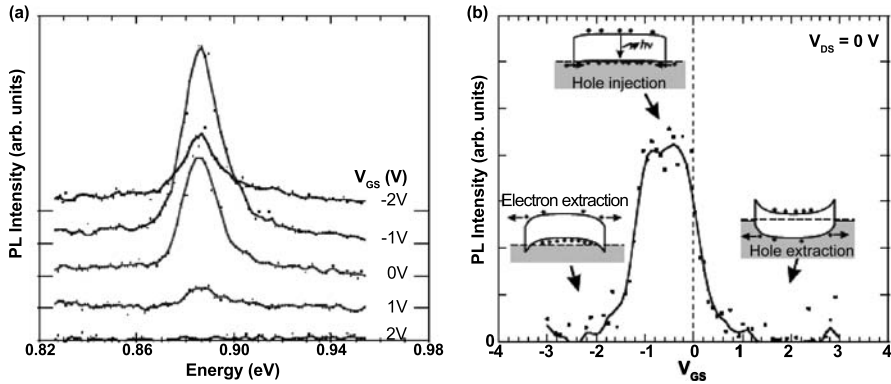 (a)
PL Intensity (arb. units)
V_GS (V)
-2V
-1V
0V
1V
2V
0.82 0.86 0.90 0.94 0.98
Energy (eV)
(b)
V_DS = 0 V
hν
Hole injection
Electron extraction
Hole extraction
PL Intensity (arb. units)
0
-4 -3 -2 -1 0 1 2 3 4
V_GS